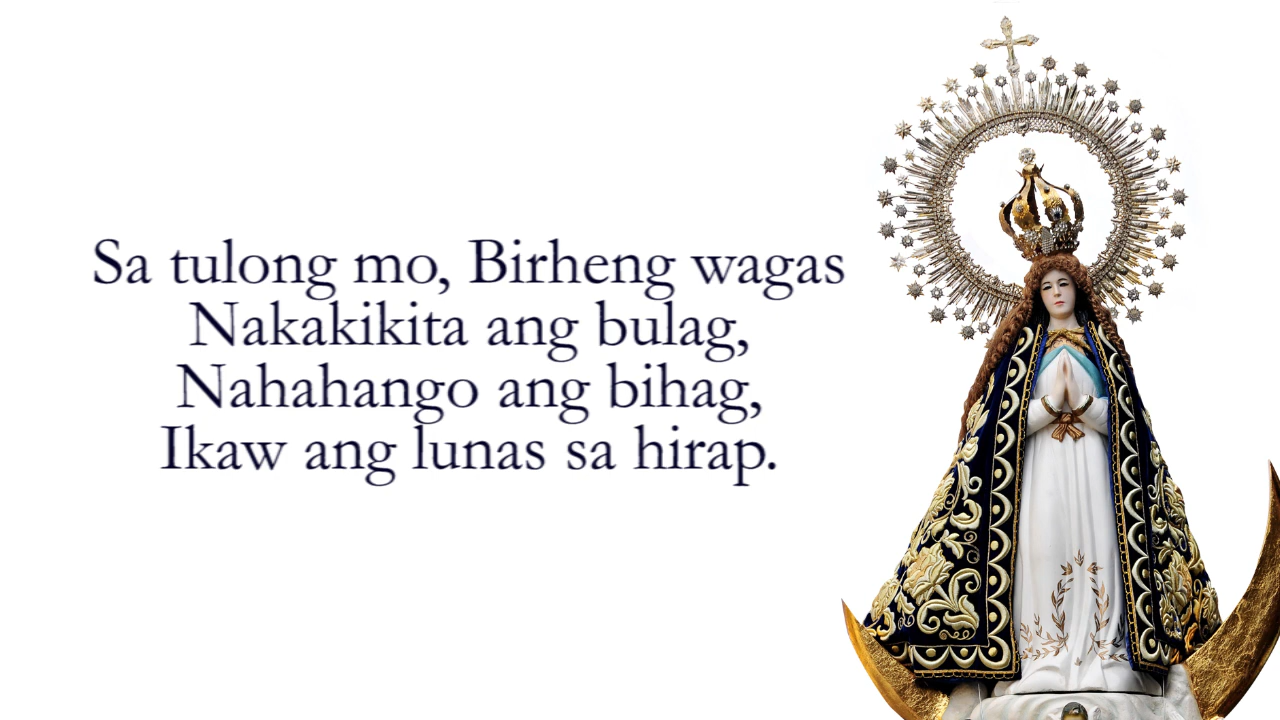 Sa tulong mo, Birheng wagas
Nakakikita ang bulag,
Nahahango ang bihag,
Ikaw ang lunas sa hirap.